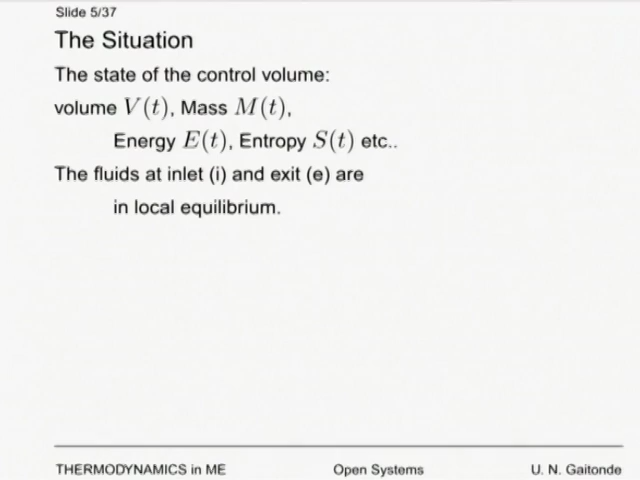 Slide 5/37
The Situation
The state of the control volume:
volume V(t), Mass M(t),
Energy E(t), Entropy S(t) etc..
The fluids at inlet (i) and exit (e) are
in local equilibrium.
THERMODYNAMICS in ME Open Systems U. N. Gaitonde